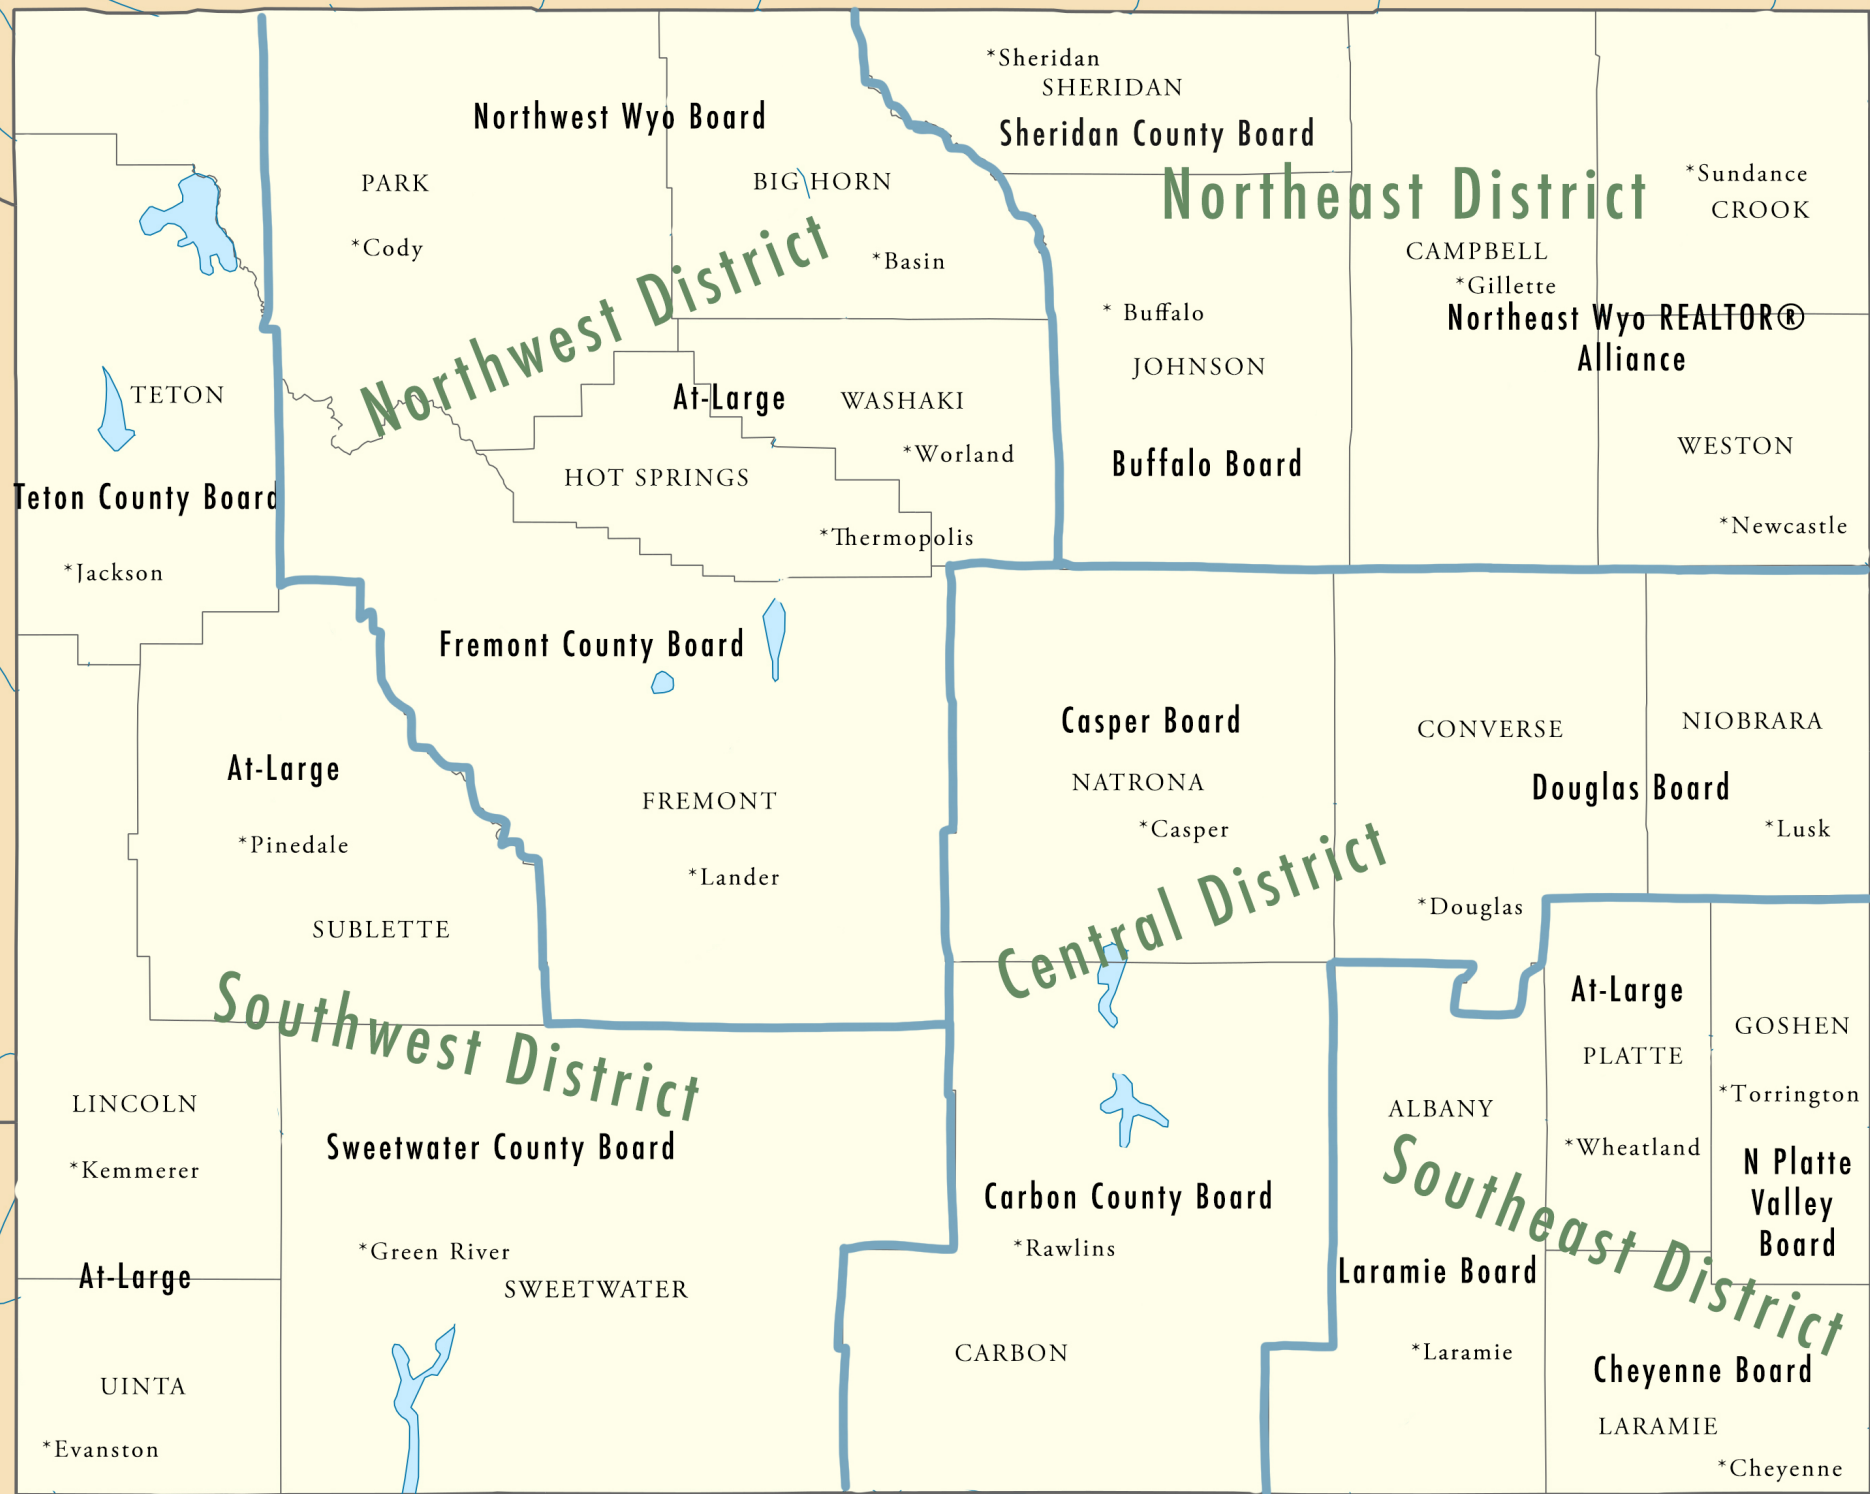 *Sheridan
SHERIDAN
Northwest Wyo Board
Sheridan County Board
Northeast District
PARK
BIG HORN
*Sundance
CROOK
*Cody
*Basin
CAMPBELL
*Gillette
Northwest District
* Buffalo
Northeast Wyo REALTOR®
Alliance
JOHNSON
TETON
At-Large
WASHAKI
*Worland
WESTON
HOT SPRINGS
Buffalo Board
Teton County Board
*Thermopolis
*Newcastle
*Jackson
Fremont County Board
Casper Board
CONVERSE
NIOBRARA
At-Large
NATRONA
Douglas Board
FREMONT
*Casper
*Lusk
*Pinedale
*Lander
*Douglas
SUBLETTE
Central District
Southwest District
At-Large
GOSHEN
PLATTE
*Torrington
LINCOLN
ALBANY
Sweetwater County Board
*Wheatland
*Kemmerer
N Platte
Valley
Board
Carbon County Board
Southeast District
*Green River
*Rawlins
At-Large
SWEETWATER
Laramie Board
CARBON
*Laramie
Cheyenne Board
UINTA
LARAMIE
*Evanston
*Cheyenne